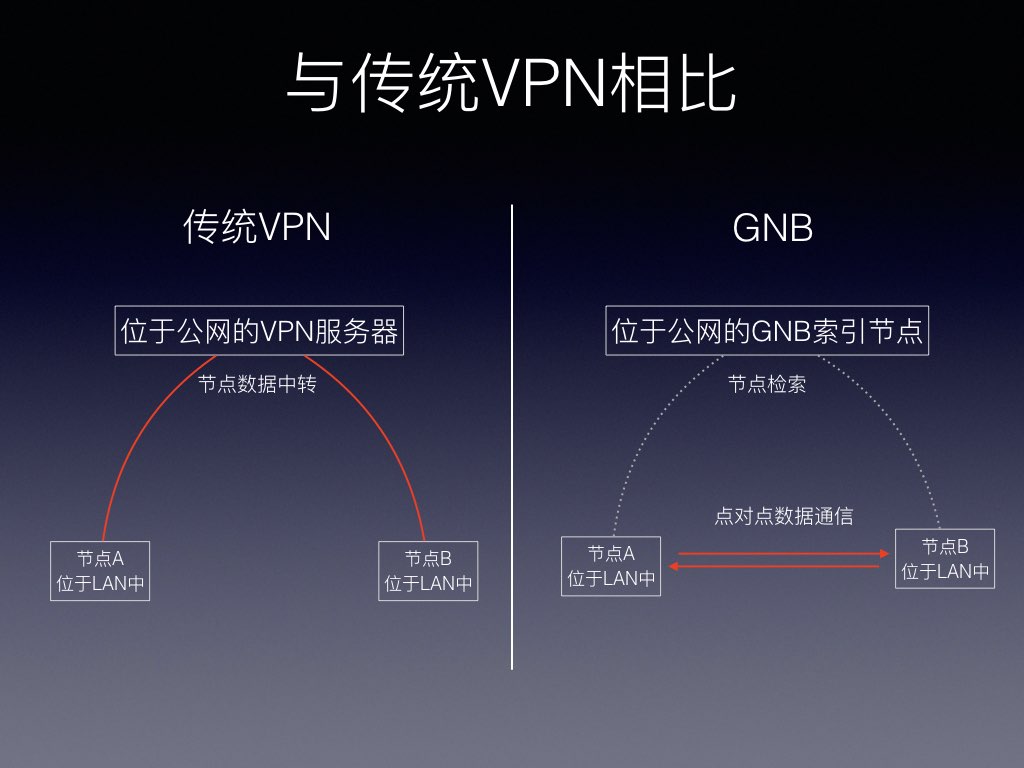 与传统VPN相比
传统VPN
位于公网的VPN服务器
节点数据中转
节点A
位于LAN中
节点B
位于LAN中
GNB
位于公网的GNB索引节点
节点检索
点对点数据通信
节点A
位于LAN中
节点B
位于LAN中